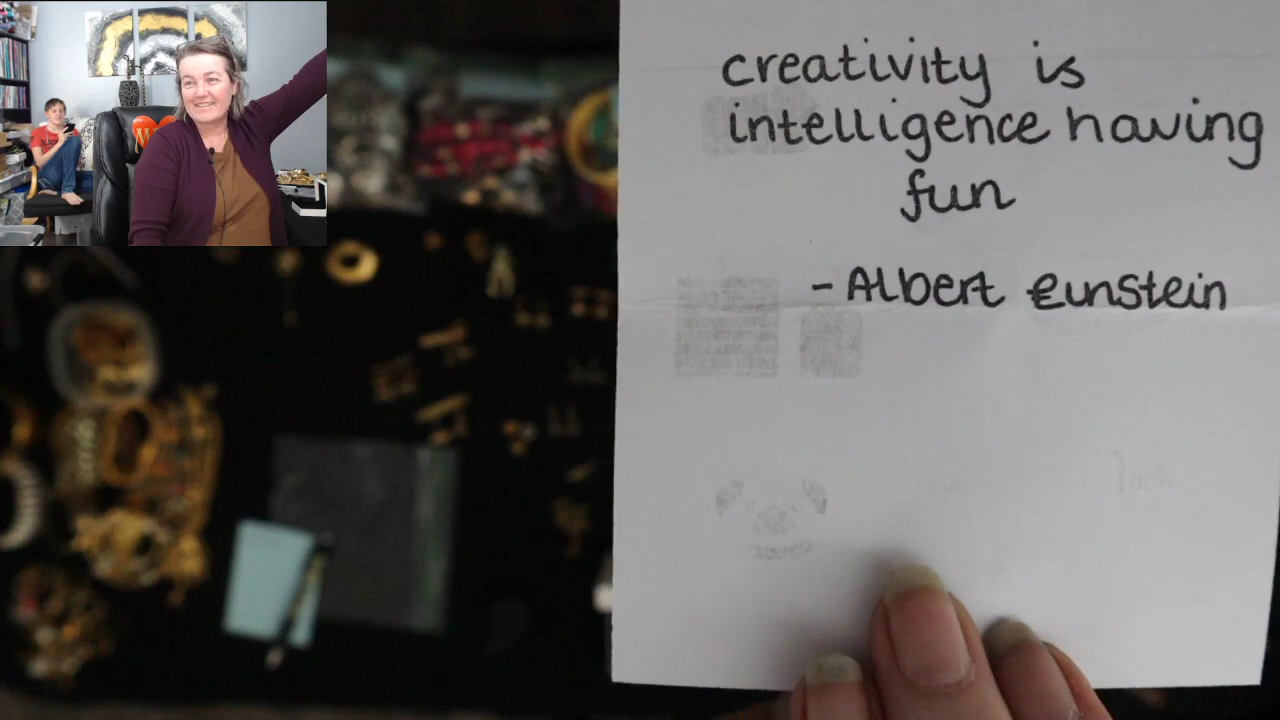 creativity is
intelligence having
fun
- Albert Einstein